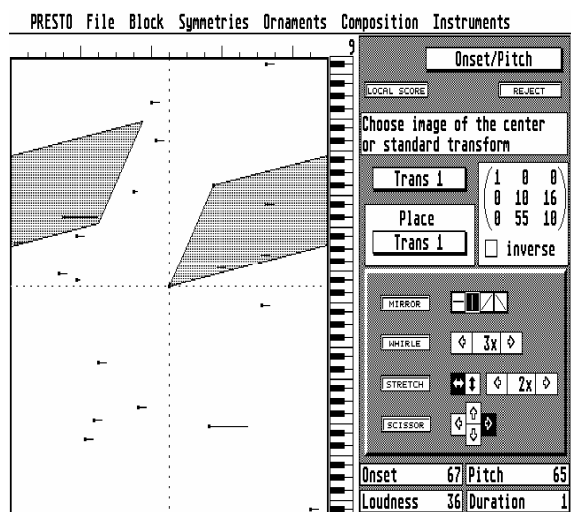 PRESTO File Block Symmetries Ornaments Composition Instruments
9
Onset/Pitch
LOCAL SCORE REJECT
Choose image of the center
or standard transform
Trans 1
1 0 0
0 10 16
0 55 10
Place
Trans 1
inverse
MIRROR
WHIRLE 3x
STRETCH 2x
SCISSOR
Onset 67 Pitch 65
Loudness 36 Duration 1